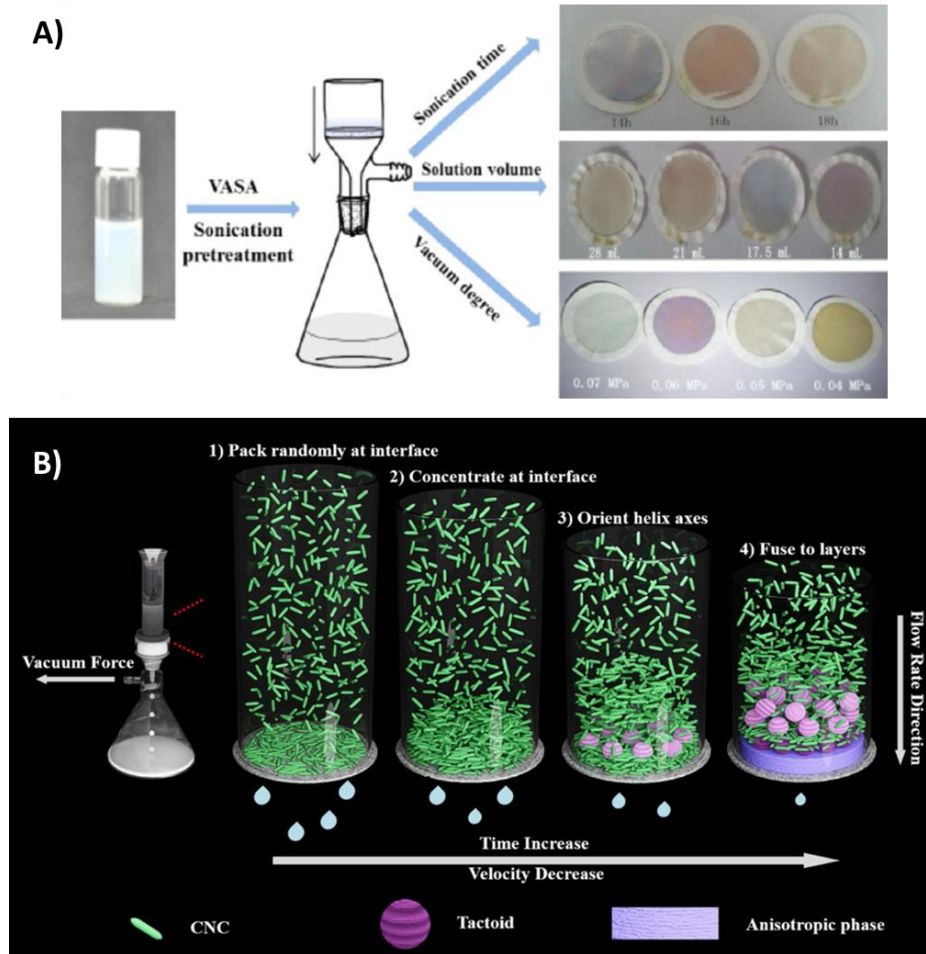 A)
VASA
Sonication
pretreatment
Sonication time
Solution volume
Vacuum degree
14h 16h 18h
28 mL 21 mL 17.5 mL 14 mL
0.07 MPa 0.06 MPa 0.05 MPa 0.04 MPa
B)
1) Pack randomly at interface
2) Concentrate at interface
3) Orient helix axes
4) Fuse to layers
Vacuum Force
Flow Rate Direction
Time Increase
Velocity Decrease
CNC
Tactoid
Anisotropic phase